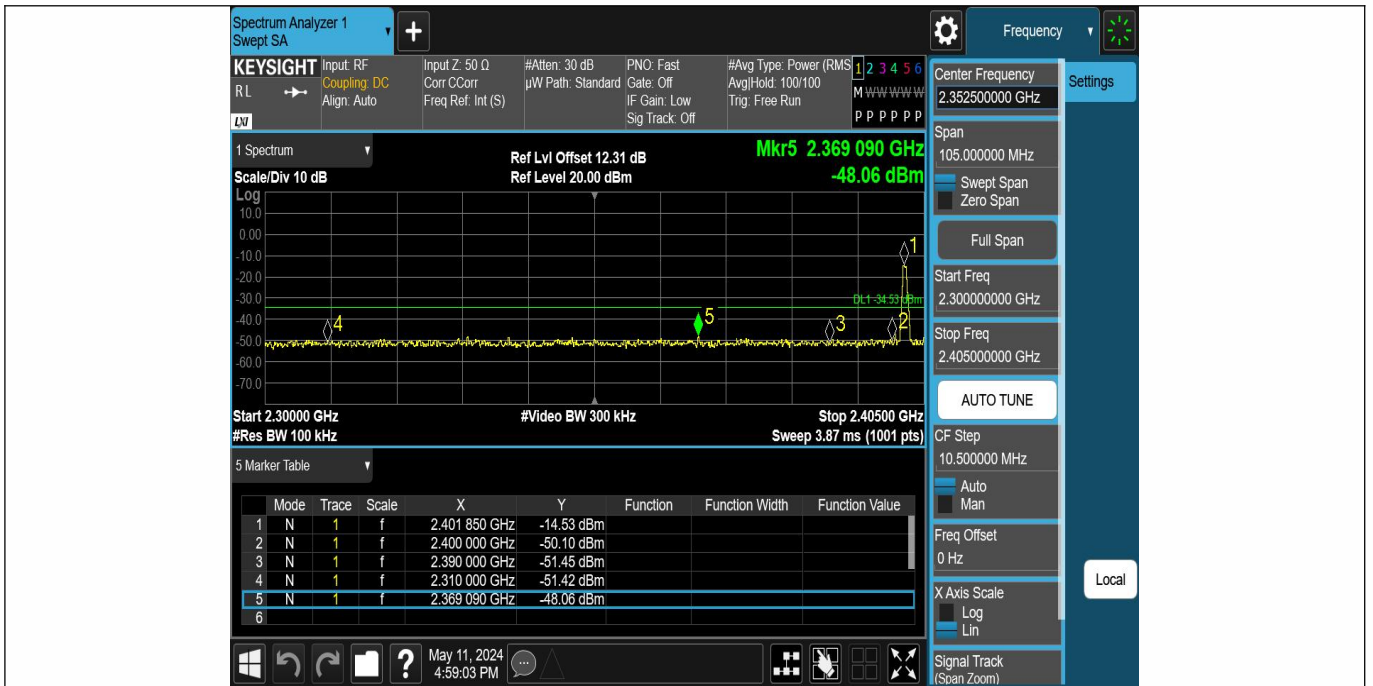 Spectrum Analyzer 1
Swept SA
+
Frequency
KEYSIGHT Input: RF Input Z: 50 Ω #Atten: 30 dB PNO: Fast #Avg Type: Power (RMS 1 2 3 4 5 6
RL Coupling: DC Corr CCorr µW Path: Standard Gate: Off Avg|Hold: 100/100 M W W W W W
Align: Auto Freq Ref: Int (S) IF Gain: Low Trig: Free Run
LXI Sig Track: Off P P P P P P
1 Spectrum
Ref Lvl Offset 12.31 dB Mkr5 2.369 090 GHz
Scale/Div 10 dB Ref Level 20.00 dBm -48.06 dBm
Log
10.0
0.00
-10.0
-20.0
-30.0
-40.0
-50.0
-60.0
-70.0
1
DL1 -34.53 dBm
4 5 3 2
Start 2.30000 GHz #Video BW 300 kHz Stop 2.40500 GHz
#Res BW 100 kHz Sweep 3.87 ms (1001 pts)
5 Marker Table
Mode Trace Scale X Y Function Function Width Function Value
1 N 1 f 2.401 850 GHz -14.53 dBm
2 N 1 f 2.400 000 GHz -50.10 dBm
3 N 1 f 2.390 000 GHz -51.45 dBm
4 N 1 f 2.310 000 GHz -51.42 dBm
5 N 1 f 2.369 090 GHz -48.06 dBm
6
? May 11, 2024
4:59:03 PM
Center Frequency
2.352500000 GHz
Settings
Span
105.000000 MHz
Swept Span
Zero Span
Full Span
Start Freq
2.300000000 GHz
Stop Freq
2.405000000 GHz
AUTO TUNE
CF Step
10.500000 MHz
Auto
Man
Freq Offset
0 Hz
Local
X Axis Scale
Log
Lin
Signal Track
(Span Zoom)